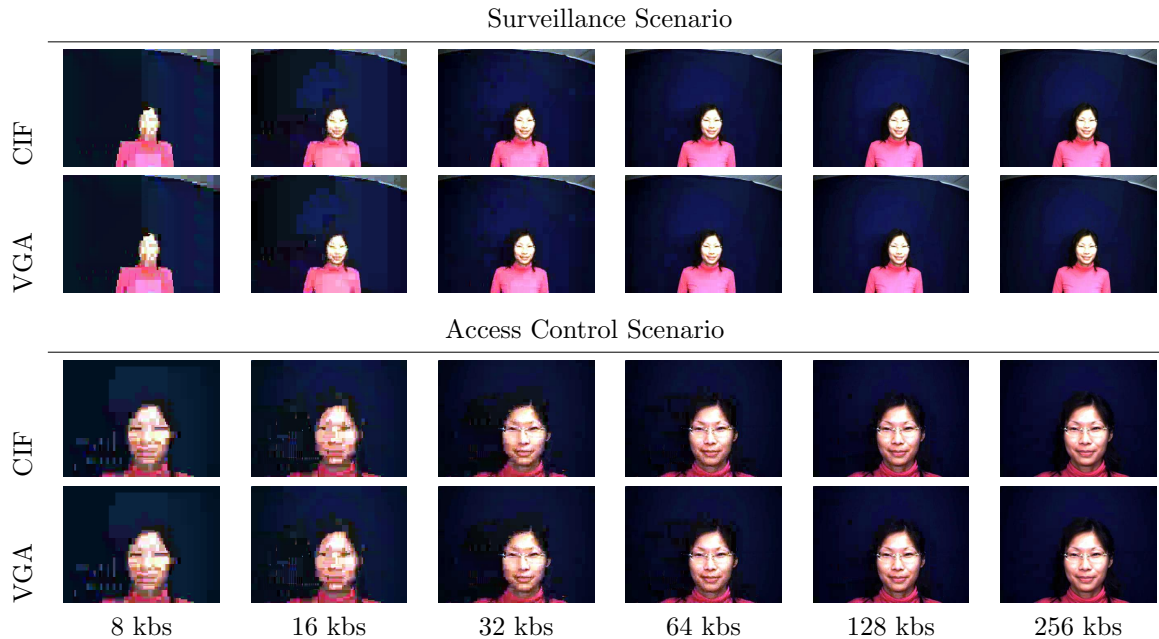 Surveillance Scenario
CIF
VGA
Access Control Scenario
CIF
VGA
8 kbs 16 kbs 32 kbs 64 kbs 128 kbs 256 kbs